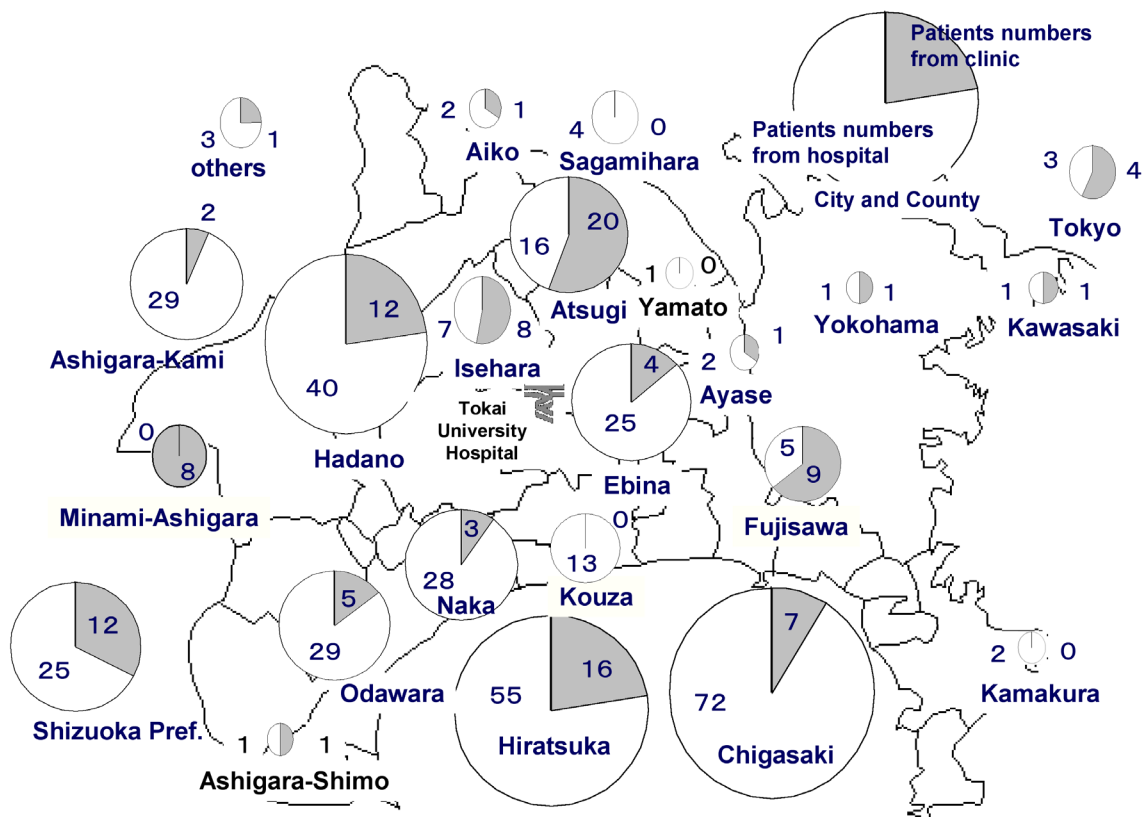 Patients numbers
from clinic
Patients numbers
from hospital
City and County
3 1
others
2 1
Aiko
4 0
Sagamihara
3 4
Tokyo
2
29
Ashigara-Kami
12
40
Hadano
20
16
Atsugi
7 8
Isehara
1 0
Yamato
1 1
Yokohama
1 1
Kawasaki
1
2
Ayase
Tokai
University
Hospital
4
25
Ebina
0
8
Minami-Ashigara
5
9
Fujisawa
3
28
Naka
0
13
Kouza
12
25
Shizuoka Pref.
5
29
Odawara
16
55
Hiratsuka
7
72
Chigasaki
2 0
Kamakura
1 1
Ashigara-Shimo